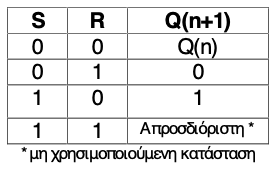 S R Q(n+1)
0 0 Q(n)
0 1 0
1 0 1
1 1 Απροσδιόριστη *
* μη χρησιμοποιούμενη κατάσταση